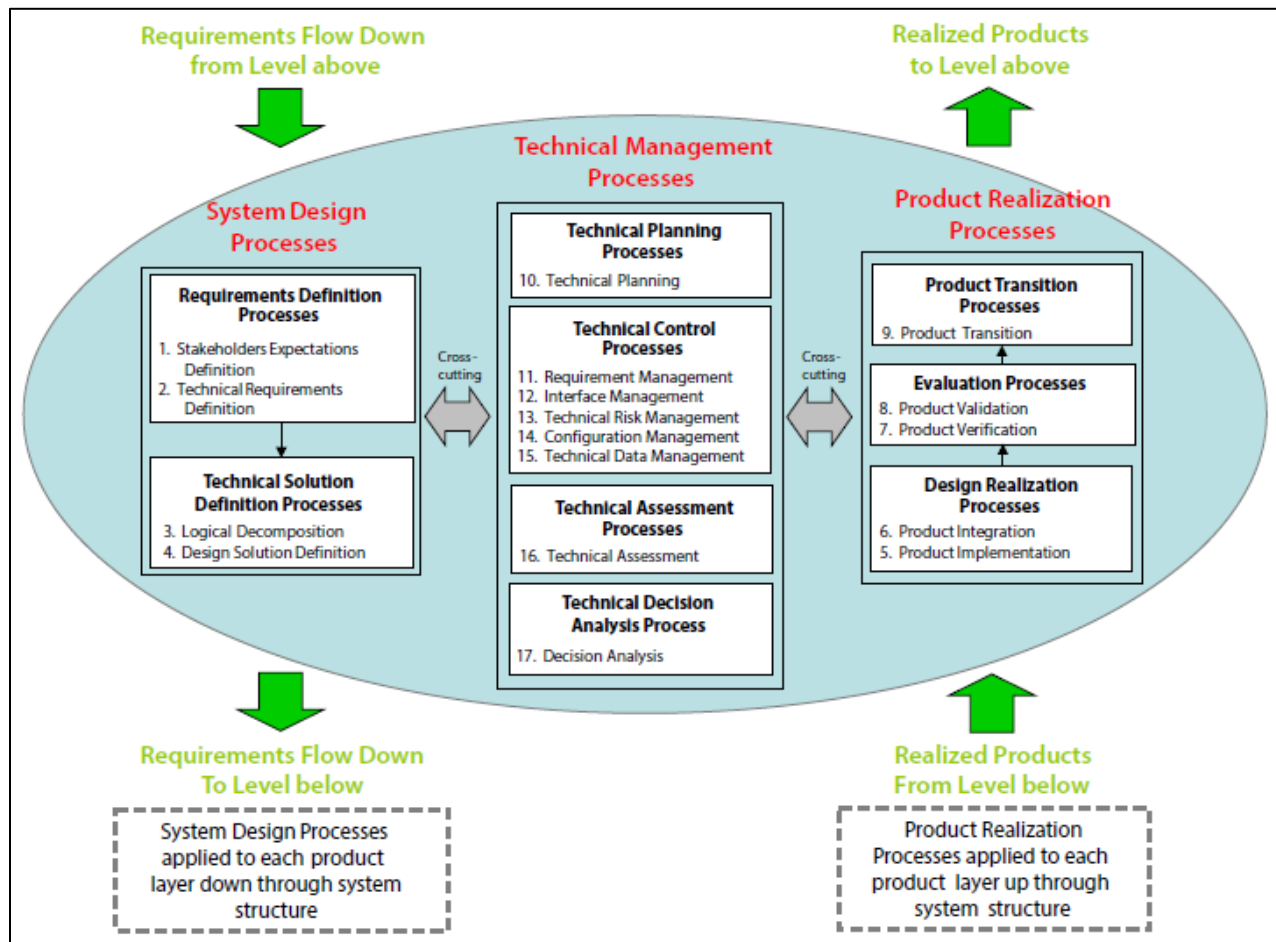 Requirements Flow Down
from Level above
Realized Products
to Level above
Technical Management
Processes
System Design
Processes
Product Realization
Processes
Requirements Definition
Processes
1. Stakeholders Expectations
Definition
2. Technical Requirements
Definition
Technical Solution
Definition Processes
3. Logical Decomposition
4. Design Solution Definition
Cross-
cutting
Technical Planning
Processes
10. Technical Planning
Technical Control
Processes
11. Requirement Management
12. Interface Management
13. Technical Risk Management
14. Configuration Management
15. Technical Data Management
Technical Assessment
Processes
16. Technical Assessment
Technical Decision
Analysis Process
17. Decision Analysis
Cross-
cutting
Product Transition
Processes
9. Product Transition
Evaluation Processes
8. Product Validation
7. Product Verification
Design Realization
Processes
6. Product Integration
5. Product Implementation
Requirements Flow Down
To Level below
Realized Products
From Level below
System Design Processes
applied to each product
layer down through system
structure
Product Realization
Processes applied to each
product layer up through
system structure